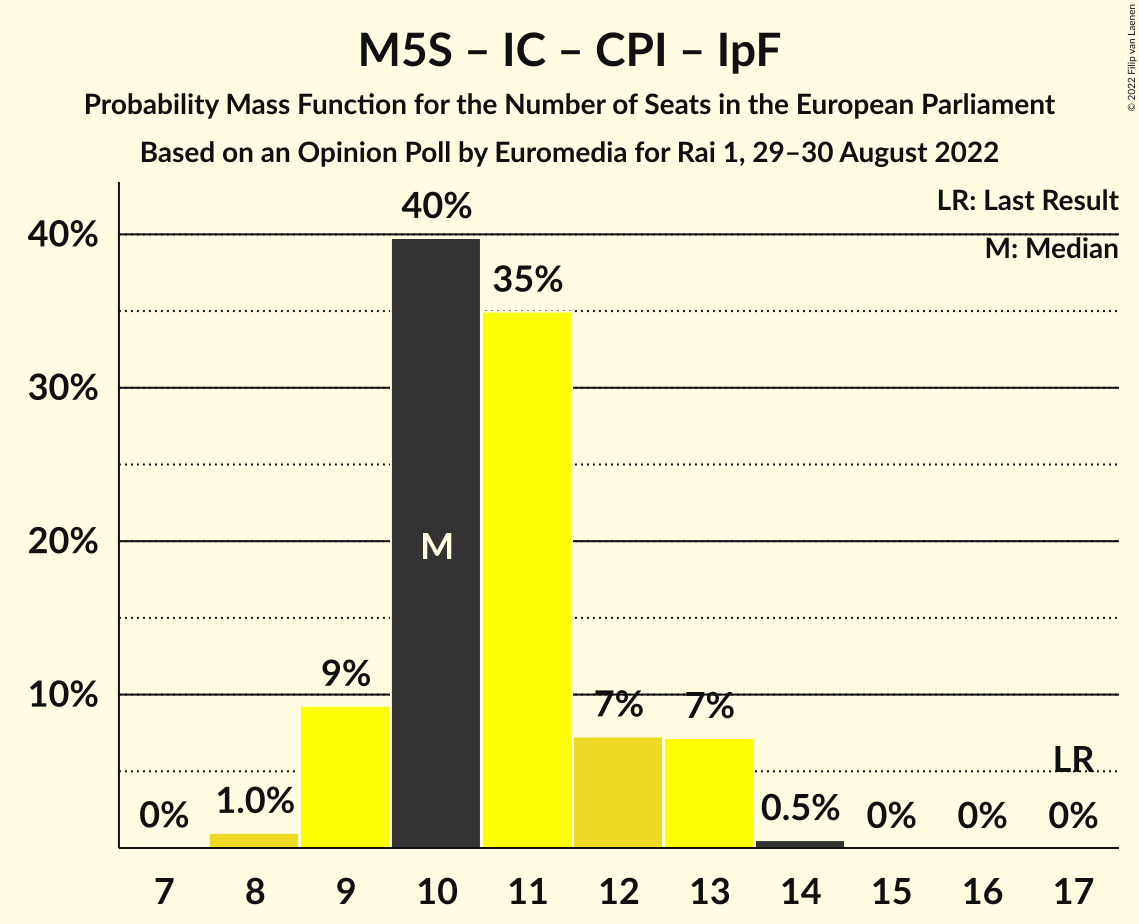 M5S – IC – CPI – IpF
Probability Mass Function for the Number of Seats in the European Parliament
Based on an Opinion Poll by Euromedia for Rai 1, 29–30 August 2022
© 2022 Filip van Laenen
LR: Last Result
M: Median
40%
30%
20%
10%
0%
1.0%
9%
40%
M
35%
7%
7%
0.5%
0%
0%
LR
0%
7 8 9 10 11 12 13 14 15 16 17